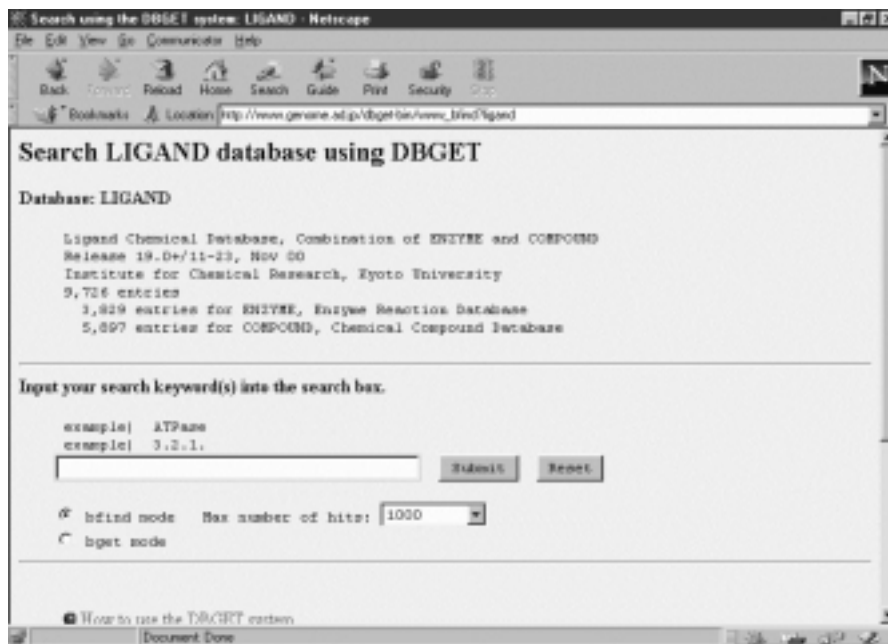 Search using the DBGET system: LIGAND - Netscape
File Edit View Go Communicator Help
Back Forward Reload Home Search Guide Print Security Stop
N
Bookmarks Location http://www.genome.ad.jp/dbget-bin/www_bfind?ligand
Search LIGAND database using DBGET
Database: LIGAND
Ligand Chemical Database, Combination of ENZYME and COMPOUND
Release 19.0+/11-23, Nov 00
Institute for Chemical Research, Kyoto University
9,726 entries
3,829 entries for ENZYME, Enzyme Reaction Database
5,897 entries for COMPOUND, Chemical Compound Database
Input your search keyword(s) into the search box.
example) ATPase
example) 3.2.1.
Submit Reset
bfind mode Max number of hits: 1000
bget mode
How to use the DBGET system
Document Done